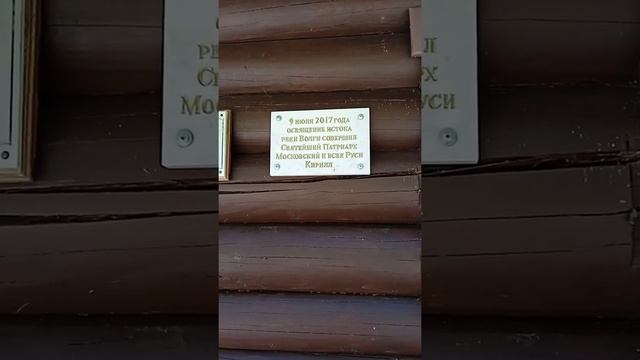 9 июня 2017 года
освящение истока
реки Волги совершил
Святейший Патриарх
Московский и всея Руси
Кирилл